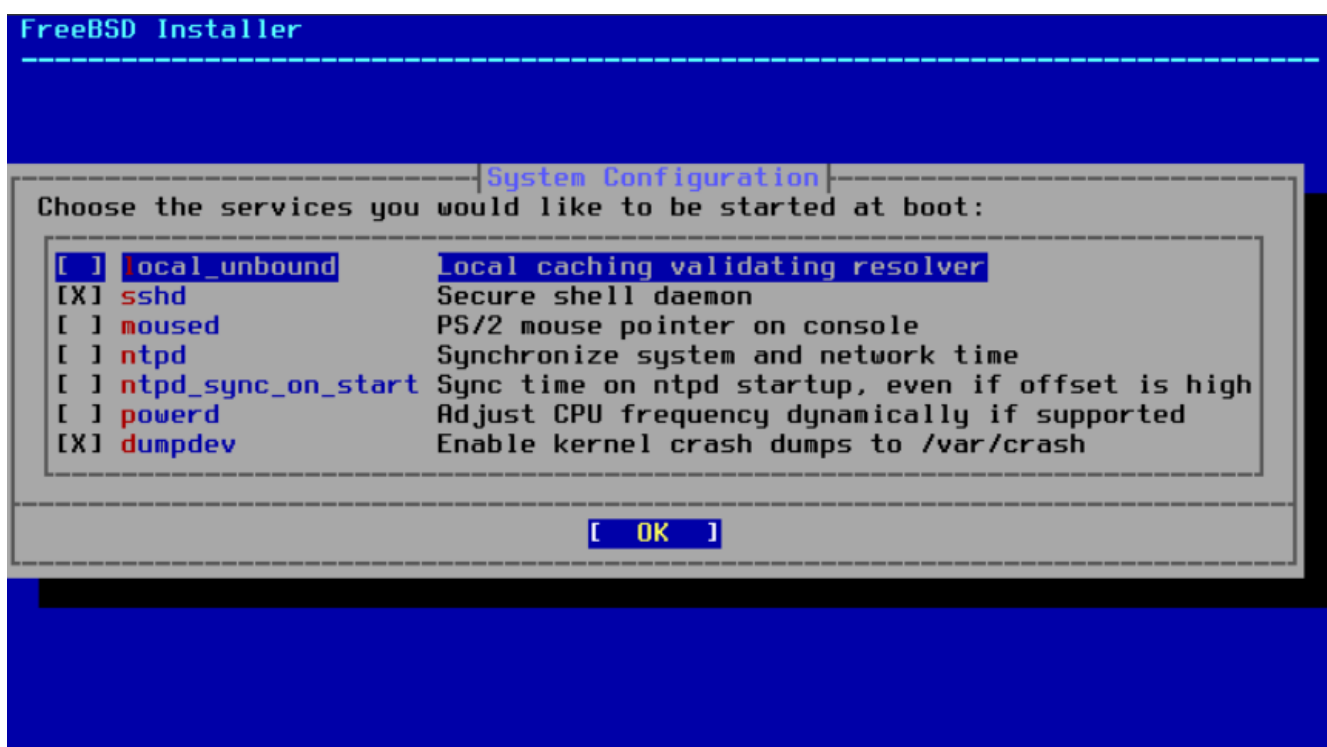 FreeBSD Installer
System Configuration
Choose the services you would like to be started at boot:
[ ] local_unbound Local caching validating resolver
[X] sshd Secure shell daemon
[ ] moused PS/2 mouse pointer on console
[ ] ntpd Synchronize system and network time
[ ] ntpd_sync_on_start Sync time on ntpd startup, even if offset is high
[ ] powerd Adjust CPU frequency dynamically if supported
[X] dumpdev Enable kernel crash dumps to /var/crash
[ OK ]